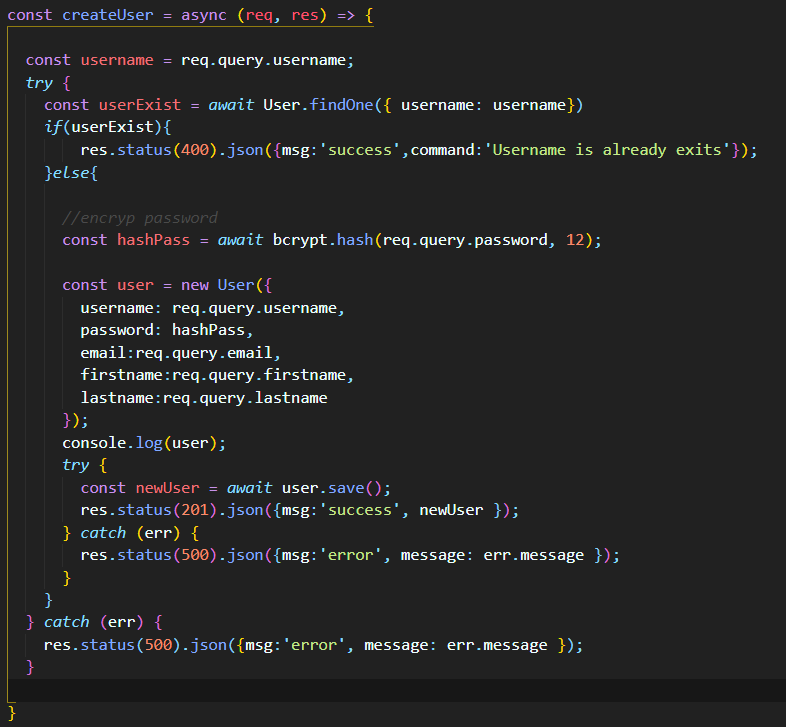 const createUser = async (req, res) => {
const username = req.query.username;
try {
const userExist = await User.findOne({ username: username})
if(userExist){
res.status(400).json({msg:'success',command:'Username is already exits'});
}else{
//encryp password
const hashPass = await bcrypt.hash(req.query.password, 12);
const user = new User({
username: req.query.username,
password: hashPass,
email:req.query.email,
firstname:req.query.firstname,
lastname:req.query.lastname
});
console.log(user);
try {
const newUser = await user.save();
res.status(201).json({msg:'success', newUser });
} catch (err) {
res.status(500).json({msg:'error', message: err.message });
}
}
} catch (err) {
res.status(500).json({msg:'error', message: err.message });
}
}